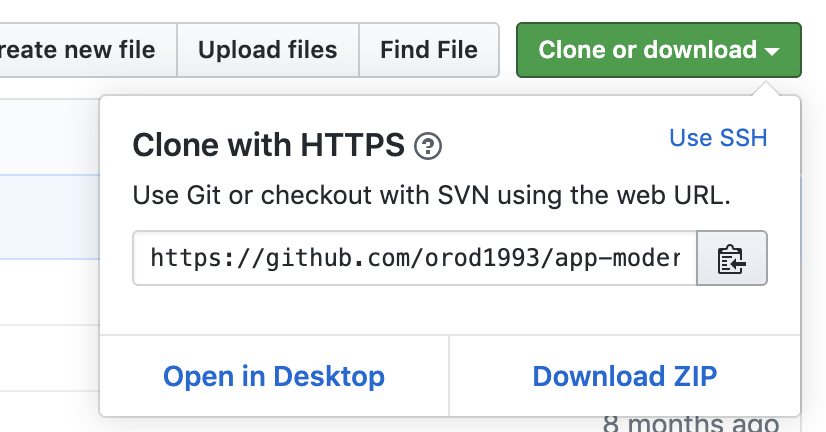 reate new file
Upload files
Find File
Clone or download
Clone with HTTPS
Use SSH
Use Git or checkout with SVN using the web URL.
https://github.com/orod1993/app-moder
Open in Desktop
Download ZIP
8 months ago